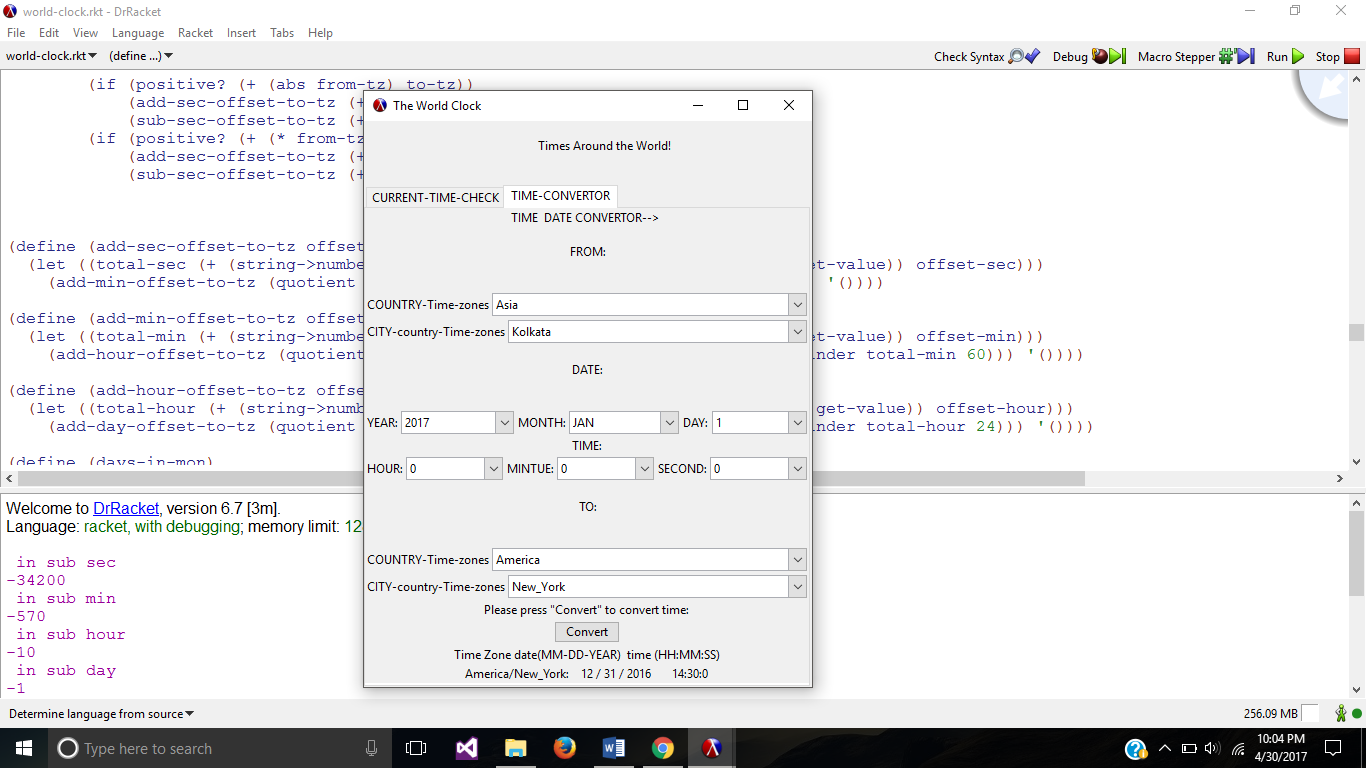 world-clock.rkt - DrRacket
File Edit View Language Racket Insert Tabs Help
world-clock.rkt (define ...) Check Syntax Debug Macro Stepper Run Stop
(if (positive? (+ (abs from-tz) to-tz))
(add-sec-offset-to-tz (+
(sub-sec-offset-to-tz (+
(if (positive? (+ (* from-tz
(add-sec-offset-to-tz (+
(sub-sec-offset-to-tz (+
(define (add-sec-offset-to-tz offset
(let ((total-sec (+ (string->numbe et-value)) offset-sec)))
(add-min-offset-to-tz (quotient '())))
(define (add-min-offset-to-tz offset
(let ((total-min (+ (string->numbe et-value)) offset-min)))
(add-hour-offset-to-tz (quotient inder total-min 60))) '())))
(define (add-hour-offset-to-tz offse
(let ((total-hour (+ (string->numb get-value)) offset-hour)))
(add-day-offset-to-tz (quotient inder total-hour 24))) '())))
(define (days-in-mon)
The World Clock
Times Around the World!
CURRENT-TIME-CHECK TIME-CONVERTOR
TIME DATE CONVERTOR-->
FROM:
COUNTRY-Time-zones Asia
CITY-country-Time-zones Kolkata
DATE:
YEAR: 2017 MONTH: JAN DAY: 1
TIME:
HOUR: 0 MINTUE: 0 SECOND: 0
TO:
COUNTRY-Time-zones America
CITY-country-Time-zones New_York
Please press "Convert" to convert time:
Convert
Time Zone date(MM-DD-YEAR) time (HH:MM:SS)
America/New_York: 12 / 31 / 2016 14:30:0
Welcome to DrRacket, version 6.7 [3m].
Language: racket, with debugging; memory limit: 12
in sub sec
-34200
in sub min
-570
in sub hour
-10
in sub day
-1
Determine language from source 256.09 MB
Type here to search
10:04 PM
4/30/2017